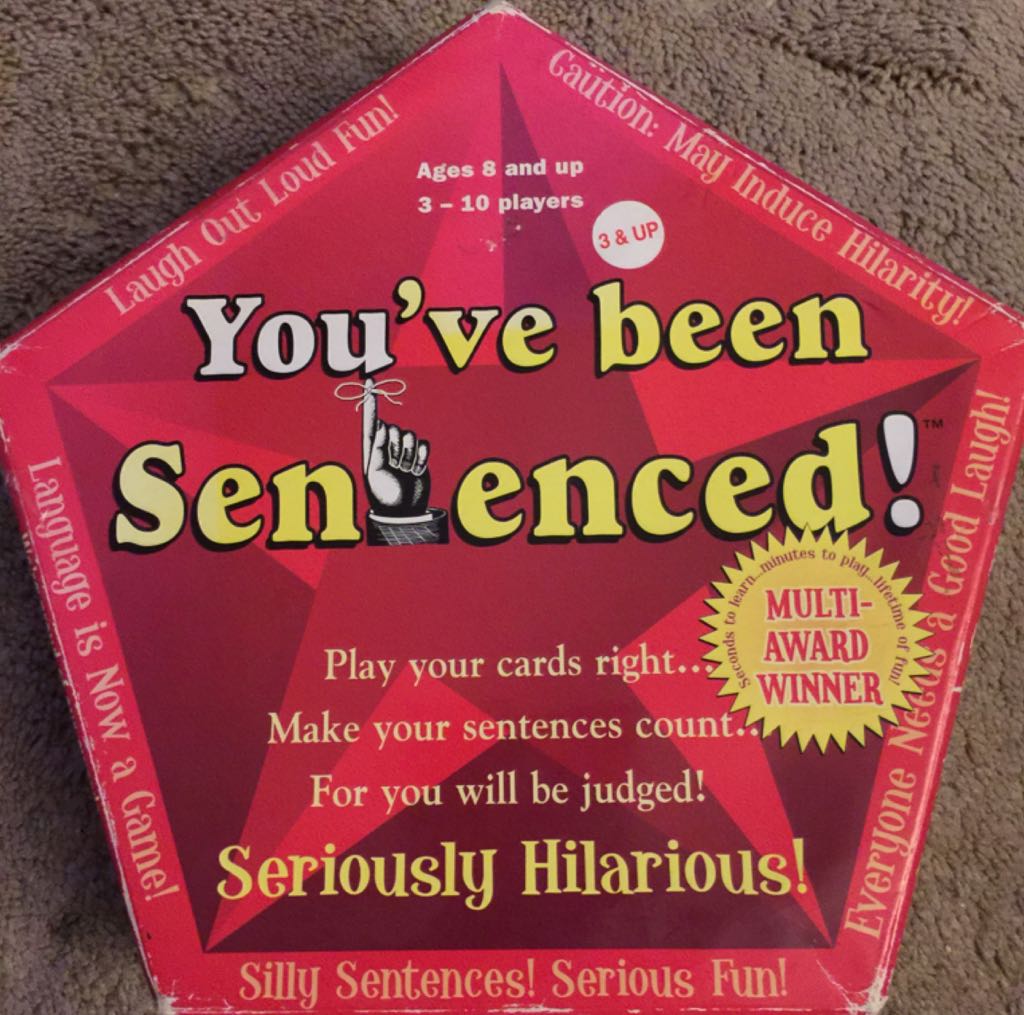 Laugh Out Loud Fun!
Caution: May Induce Hilarity!
Ages 8 and up
3 – 10 players
3 & UP
You've been
Sentenced!™
Seconds to learn...minutes to play...lifetime of fun!
MULTI-
AWARD
WINNER
Play your cards right...
Make your sentences count..
For you will be judged!
Seriously Hilarious!
Language is Now a Game!
Everyone Needs a Good Laugh!
Silly Sentences! Serious Fun!